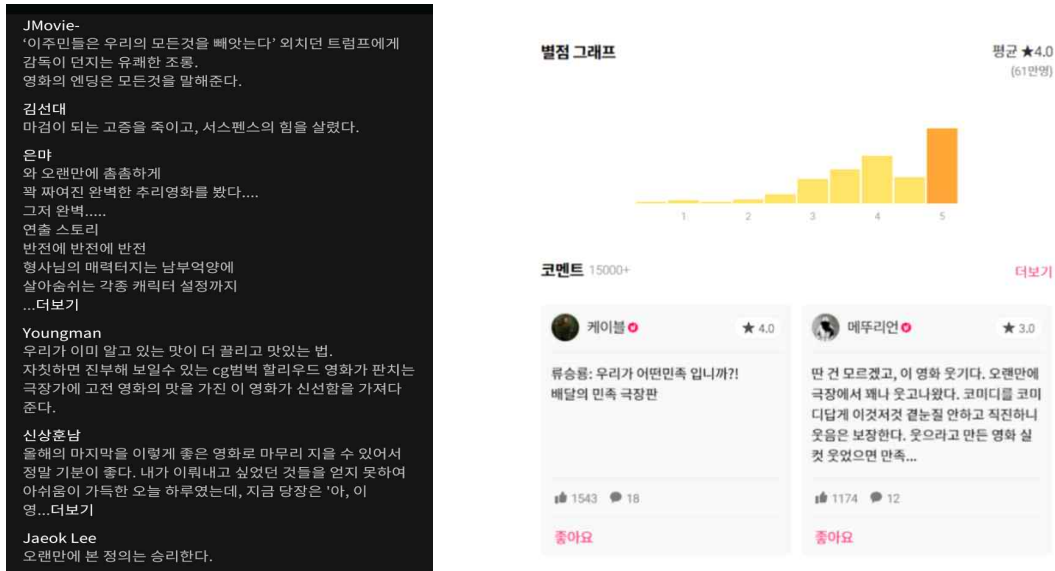 JMovie-
‘이주민들은 우리의 모든것을 빼앗는다’ 외치던 트럼프에게
감독이 던지는 유쾌한 조롱.
영화의 엔딩은 모든것을 말해준다.
김선대
마검이 되는 고증을 죽이고, 서스펜스의 힘을 살렸다.
은먀
와 오랜만에 촘촘하게
꽉 짜여진 완벽한 추리영화를 봤다....
그저 완벽.....
연출 스토리
반전에 반전에 반전
형사님의 매력터지는 남부억양에
살아숨쉬는 각종 캐릭터 설정까지
...더보기
Youngman
우리가 이미 알고 있는 맛이 더 끌리고 맛있는 법.
자칫하면 진부해 보일수 있는 cg범벅 할리우드 영화가 판치는
극장가에 고전 영화의 맛을 가진 이 영화가 신선함을 가져다
준다.
신상훈남
올해의 마지막을 이렇게 좋은 영화로 마무리 지을 수 있어서
정말 기분이 좋다. 내가 이뤄내고 싶었던 것들을 얻지 못하여
아쉬움이 가득한 오늘 하루였는데, 지금 당장은 '아, 이
영...더보기
Jaeok Lee
오랜만에 본 정의는 승리한다.
별점 그래프
평균 ★4.0
(61만명)
1 2 3 4 5
코멘트 15000+
더보기
케이블
★ 4.0
류승룡: 우리가 어떤민족 입니까?!
배달의 민족 극장판
1543 18
좋아요
메뚜리언
★ 3.0
딴 건 모르겠고, 이 영화 웃기다. 오랜만에
극장에서 꽤나 웃고나왔다. 코미디를 코미
디답게 이것저것 곁눈질 안하고 직진하니
웃음은 보장한다. 웃으라고 만든 영화 실
컷 웃었으면 만족...
1174 12
좋아요